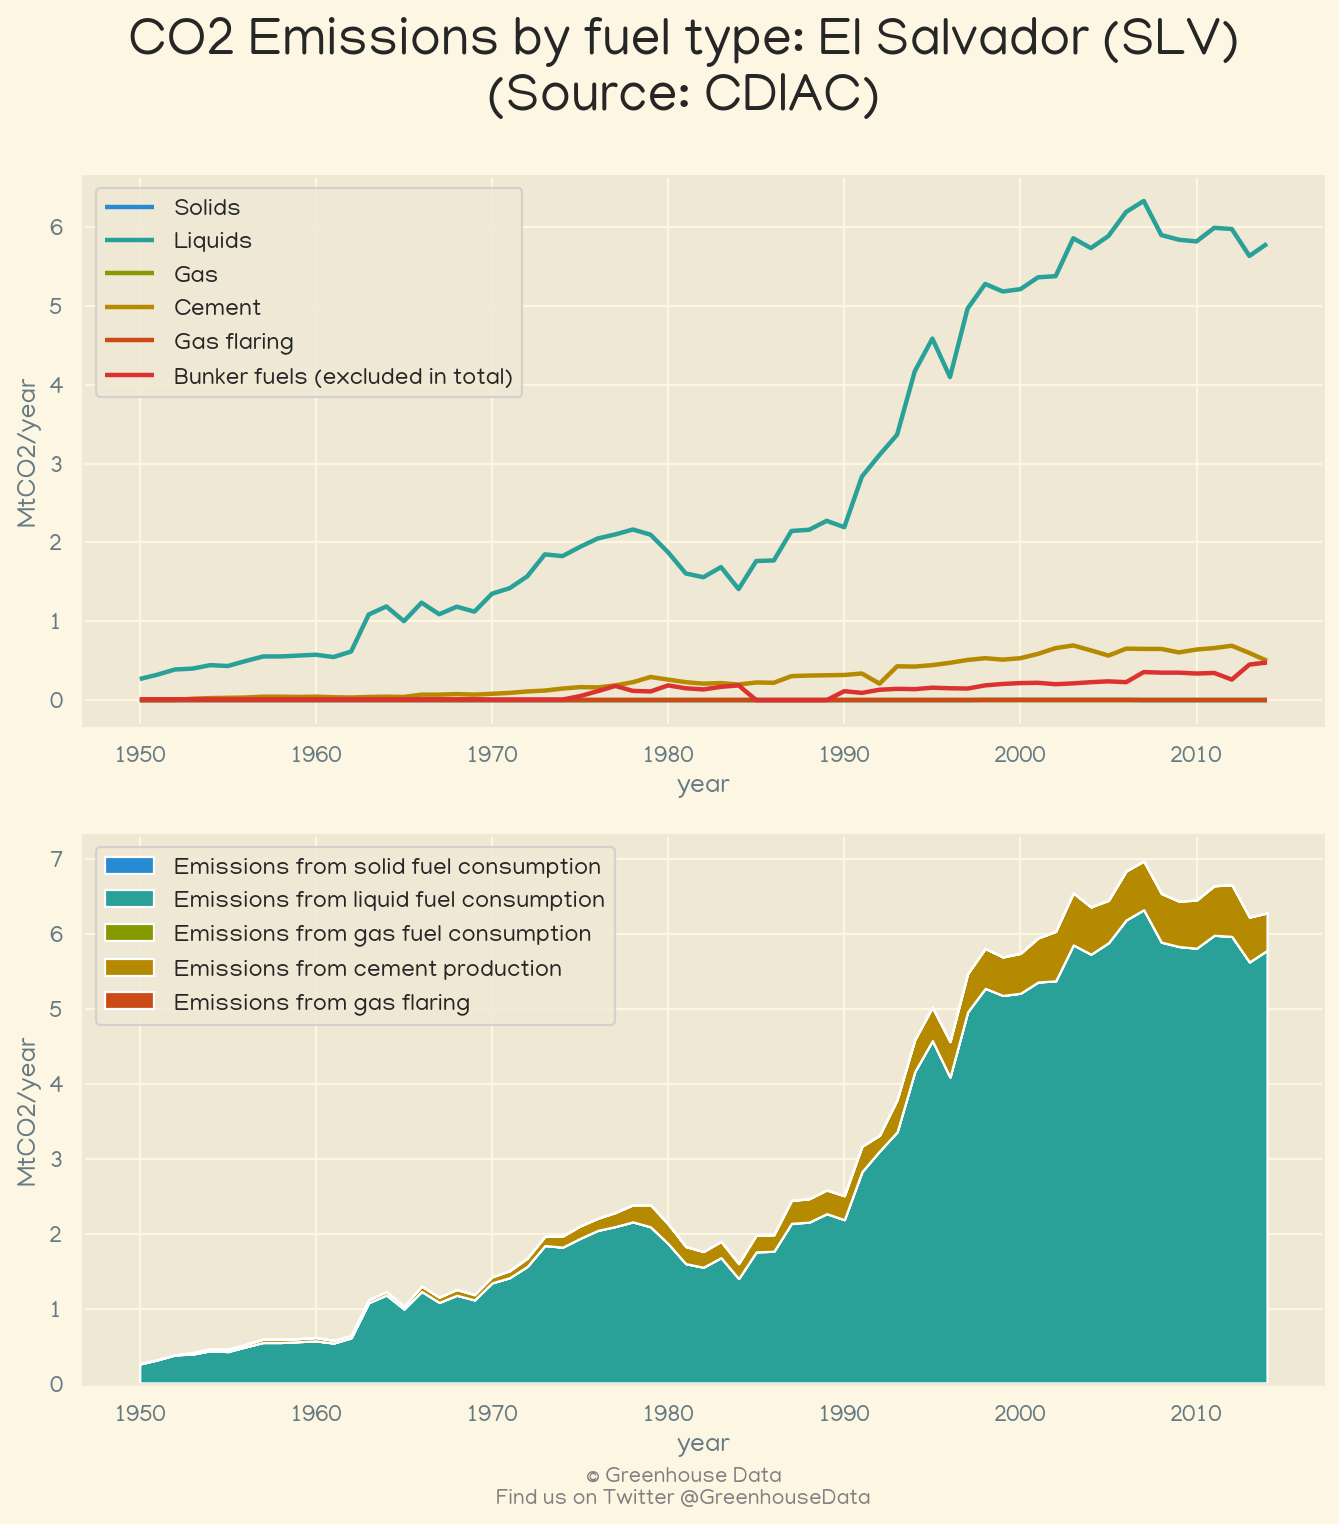 CO2 Emissions by fuel type: El Salvador (SLV)
(Source: CDIAC)
Solids
Liquids
Gas
Cement
Gas flaring
Bunker fuels (excluded in total)
MtCO2/year
6
5
4
3
2
1
0
1950 1960 1970 1980 1990 2000 2010
year
Emissions from solid fuel consumption
Emissions from liquid fuel consumption
Emissions from gas fuel consumption
Emissions from cement production
Emissions from gas flaring
MtCO2/year
7
6
5
4
3
2
1
0
1950 1960 1970 1980 1990 2000 2010
year
© Greenhouse Data
Find us on Twitter @GreenhouseData